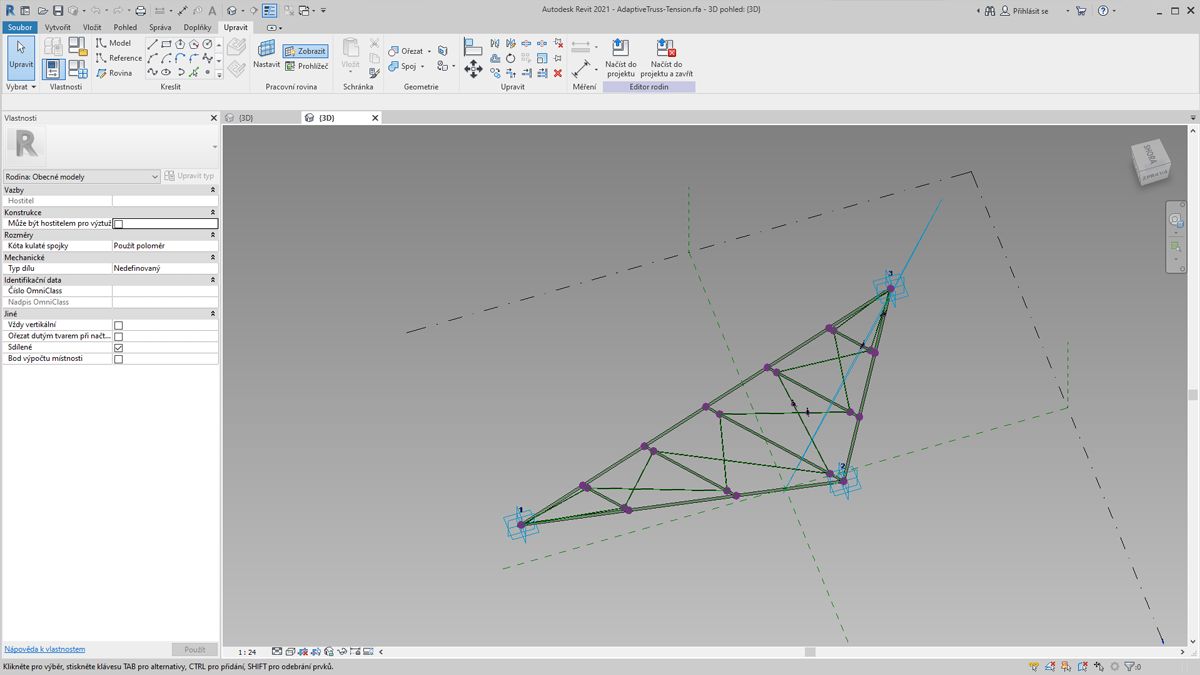 Autodesk Revit 2021 - AdaptiveTruss-Tension.rfa - 3D pohled: {3D}
Přihlásit se
Soubor Vytvořit Vložit Pohled Správa Doplňky Upravit
Upravit
Model
Reference
Rovina
Nastavit
Zobrazit
Prohlížeč
Vložit
Ořezat
Spoj
Načíst do projektu
Načíst do projektu a zavřít
Vybrat Vlastnosti Kreslit Pracovní rovina Schránka Geometrie Upravit Měření Editor rodin
Vlastnosti
{3D}
{3D}
R
Rodina: Obecné modely
Upravit typ
Vazby
Hostitel
Konstrukce
Může být hostitelem pro výztuž
Rozměry
Kóta kulaté spojky Použít poloměr
Mechanické
Typ dílu Nedefinovaný
Identifikační data
Číslo OmniClass
Nadpis OmniClass
Jiné
Vždy vertikální
Ořezat dutým tvarem při načt...
Sdílené
Bod výpočtu místnosti
3
2
1
Nápověda k vlastnostem
Použít
1 : 24
Klikněte pro výběr, stiskněte klávesu TAB pro alternativy, CTRL pro přidání, SHIFT pro odebrání prvků.
:0